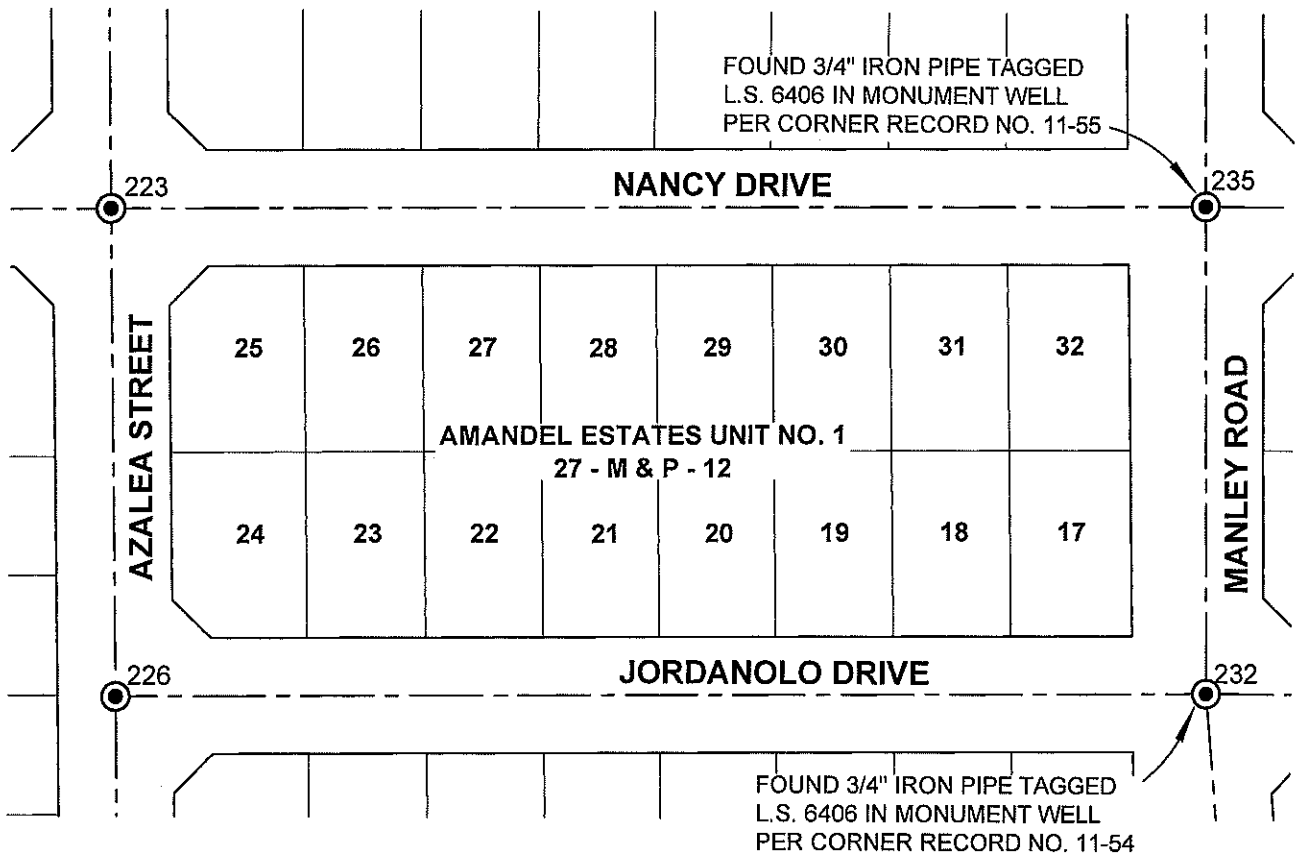 FOUND 3/4" IRON PIPE TAGGED
L.S. 6406 IN MONUMENT WELL
PER CORNER RECORD NO. 11-55
223
NANCY DRIVE
235
AZALEA STREET
25
26
27
28
29
30
31
32
MANLEY ROAD
AMANDEL ESTATES UNIT NO. 1
27 - M & P - 12
24
23
22
21
20
19
18
17
226
JORDANOLO DRIVE
232
FOUND 3/4" IRON PIPE TAGGED
L.S. 6406 IN MONUMENT WELL
PER CORNER RECORD NO. 11-54